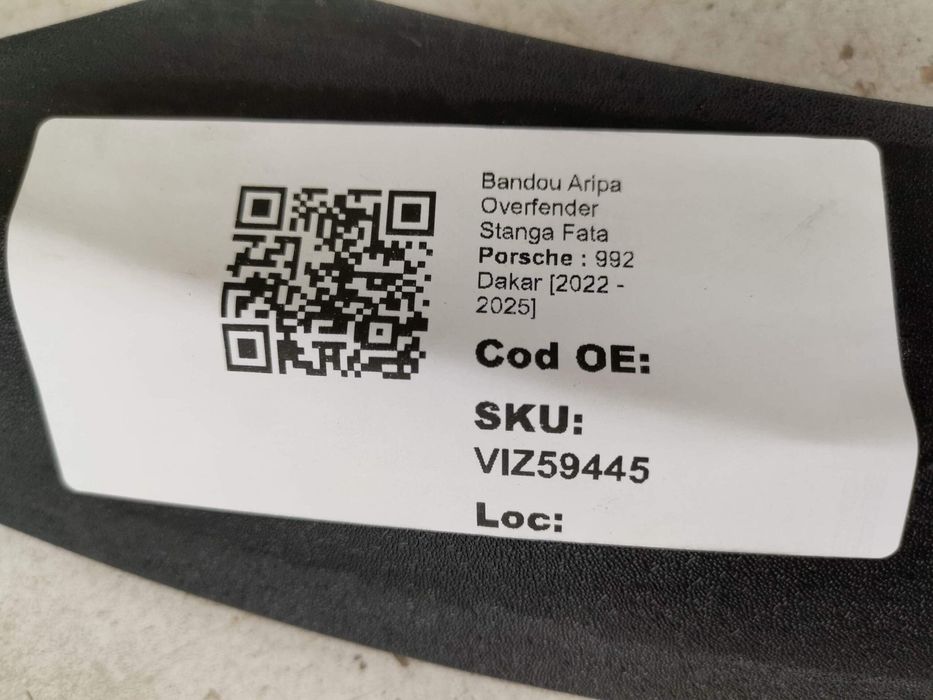 Bandou Aripa
Overfender
Stanga Fata
Porsche : 992
Dakar [2022 -
2025]
Cod OE:
SKU:
VIZ59445
Loc: